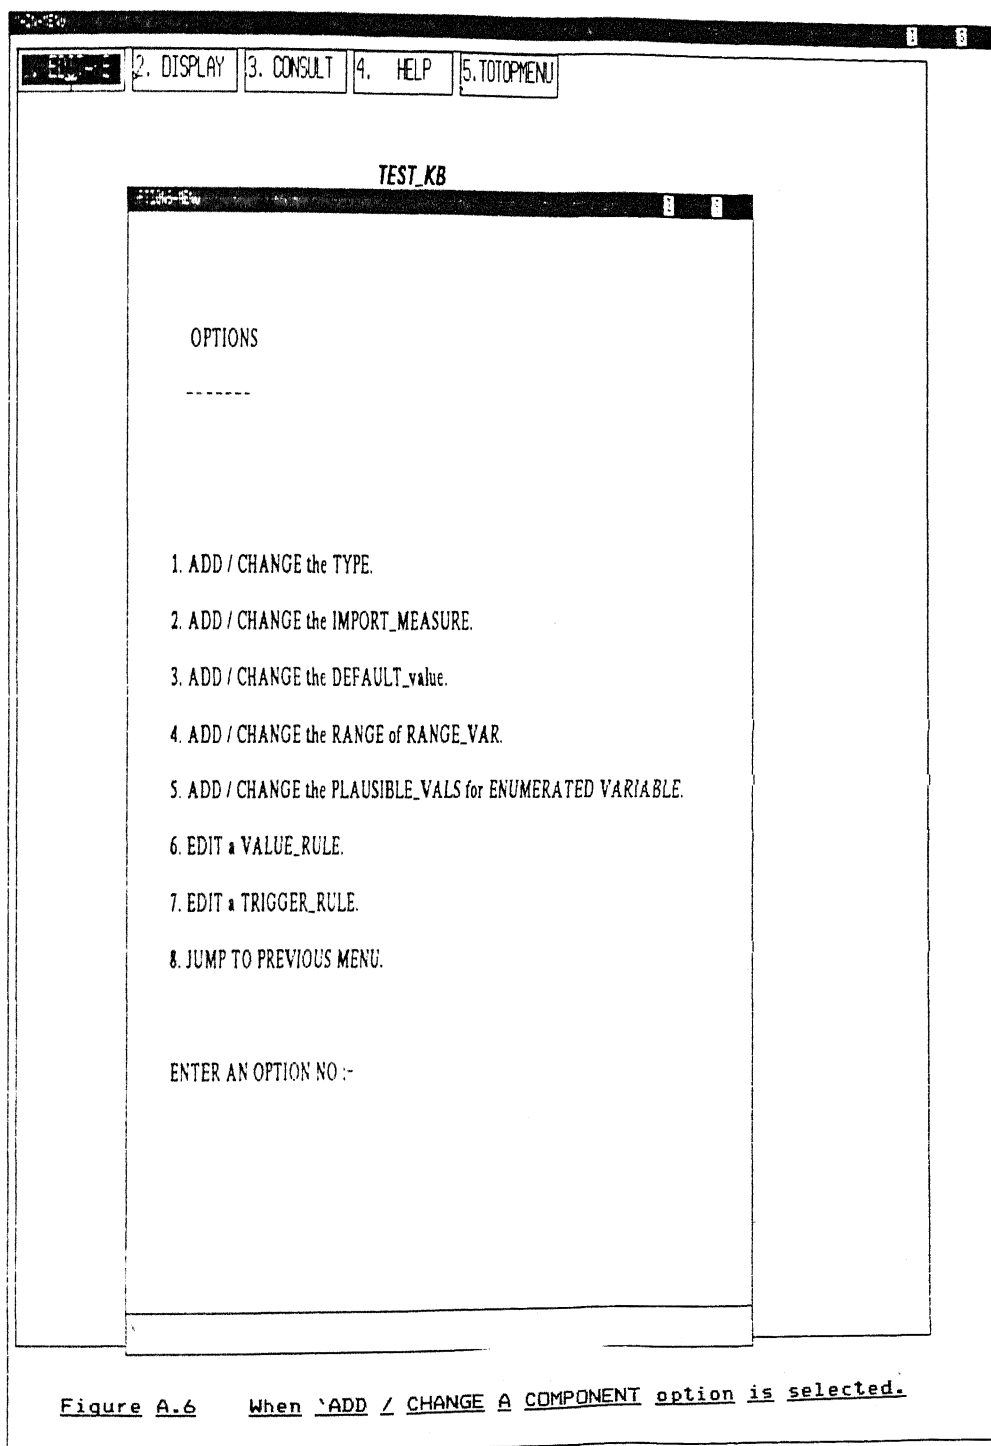 2. DISPLAY 3. CONSULT 4. HELP 5.TOTOPMENU
TEST_KB
OPTIONS
-------
1. ADD / CHANGE the TYPE.
2. ADD / CHANGE the IMPORT_MEASURE.
3. ADD / CHANGE the DEFAULT_value.
4. ADD / CHANGE the RANGE of RANGE_VAR.
5. ADD / CHANGE the PLAUSIBLE_VALS for ENUMERATED VARIABLE.
6. EDIT a VALUE_RULE.
7. EDIT a TRIGGER_RULE.
8. JUMP TO PREVIOUS MENU.
ENTER AN OPTION NO :-
Figure A.6 When `ADD / CHANGE A COMPONENT option is selected.